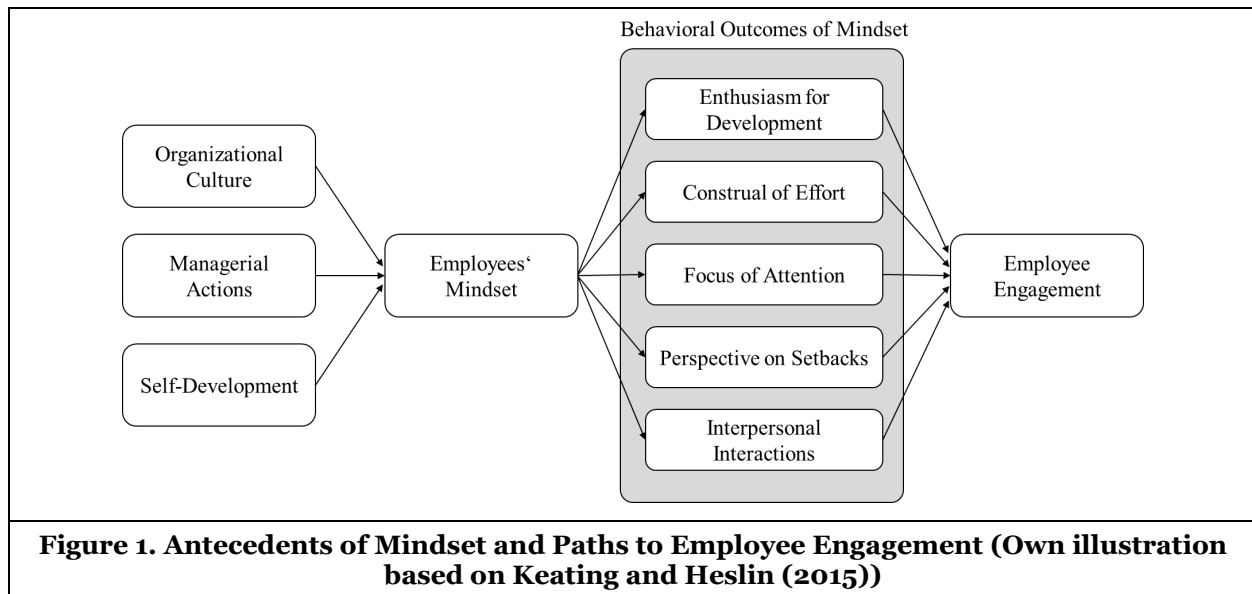 Behavioral Outcomes of Mindset
Organizational
Culture
Managerial
Actions
Self-Development
Employees‘
Mindset
Enthusiasm for
Development
Construal of Effort
Focus of Attention
Perspective on Setbacks
Interpersonal
Interactions
Employee
Engagement
Figure 1. Antecedents of Mindset and Paths to Employee Engagement (Own illustration
based on Keating and Heslin (2015))